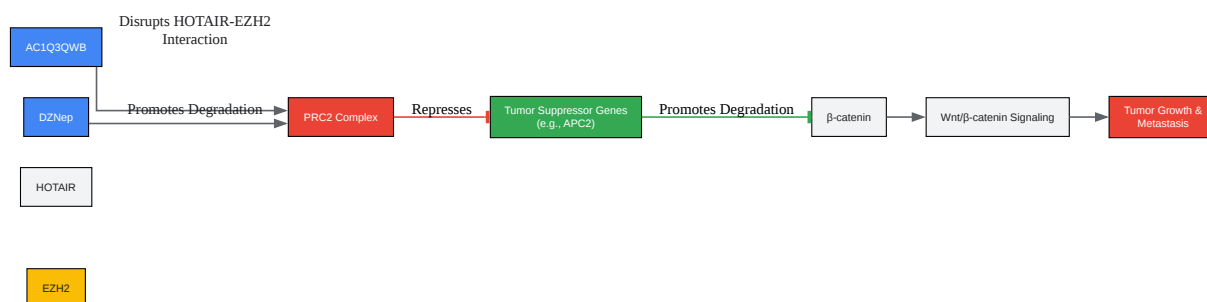 Disrupts HOTAIR-EZH2
Interaction
AC1Q3QWB
DZNep
Promotes Degradation
PRC2 Complex
Represses
Tumor Suppressor Genes
(e.g., APC2)
Promotes Degradation
β-catenin
Wnt/β-catenin Signaling
Tumor Growth &
Metastasis
HOTAIR
EZH2